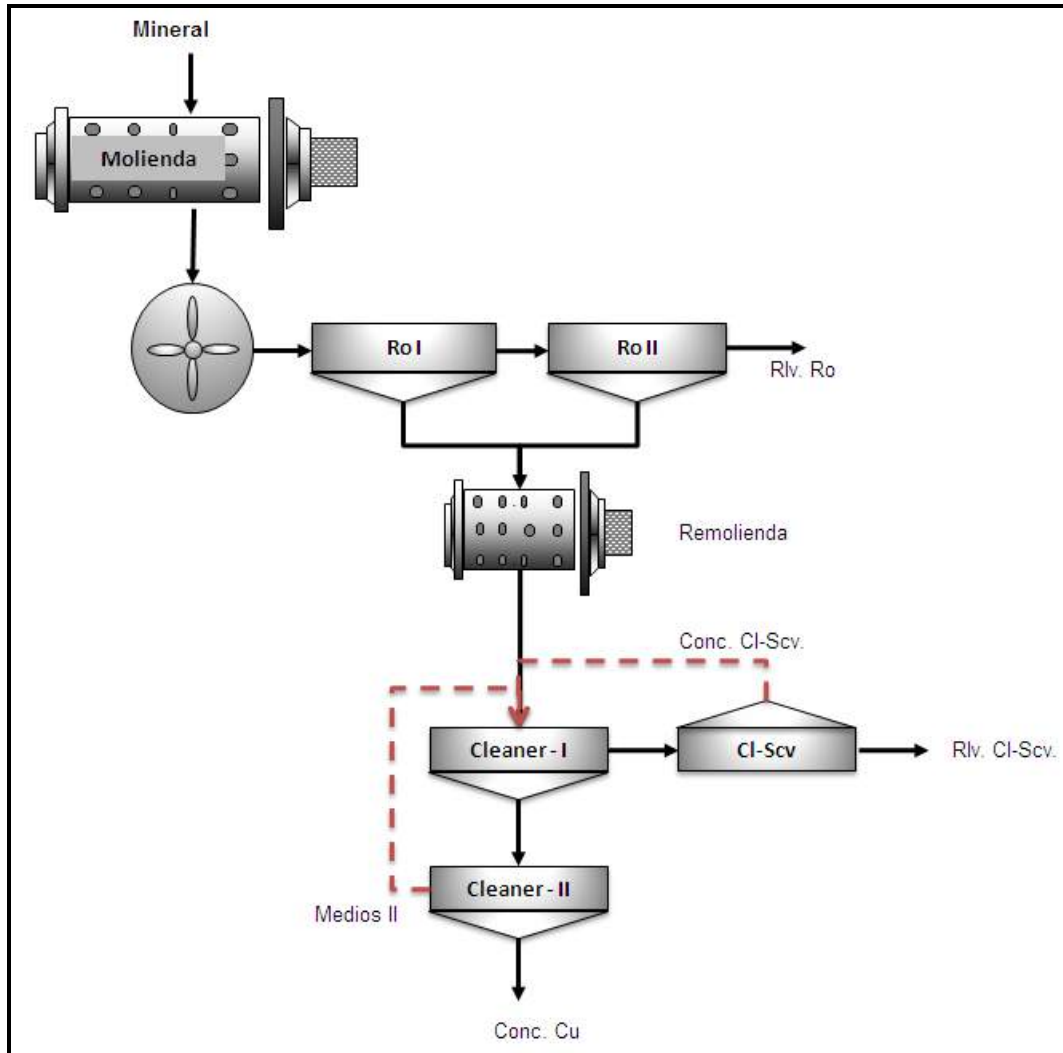 Mineral
Molienda
Ro I
Ro II
Rlv. Ro
Remolienda
Conc. Cl-Scv.
Cleaner - I
Cl-Scv
Rlv. Cl-Scv.
Cleaner - II
Medios II
Conc. Cu